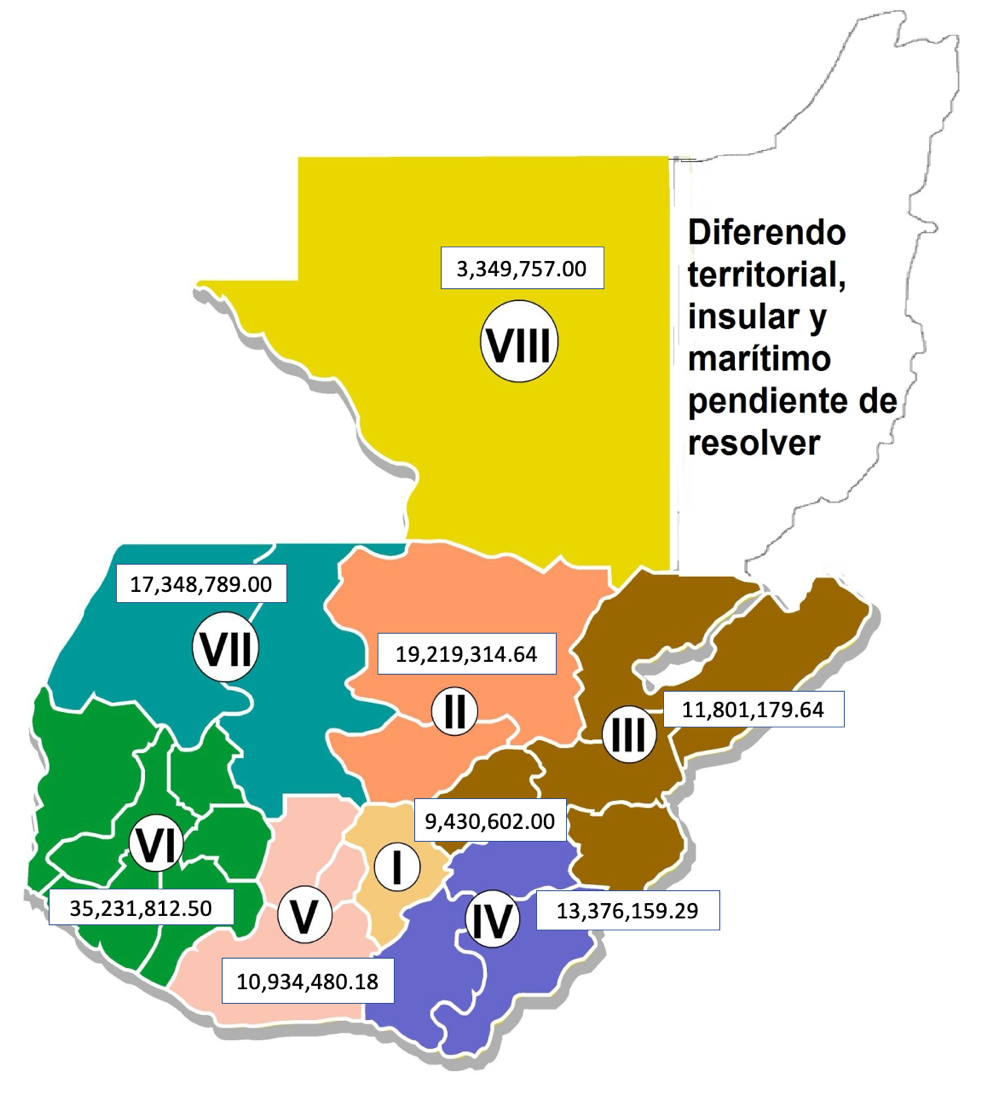 Diferendo
territorial,
insular y
marítimo
pendiente de
resolver
3,349,757.00
VIII
17,348,789.00
VII
19,219,314.64
II
11,801,179.64
III
9,430,602.00
I
VI
35,231,812.50
V
10,934,480.18
IV
13,376,159.29